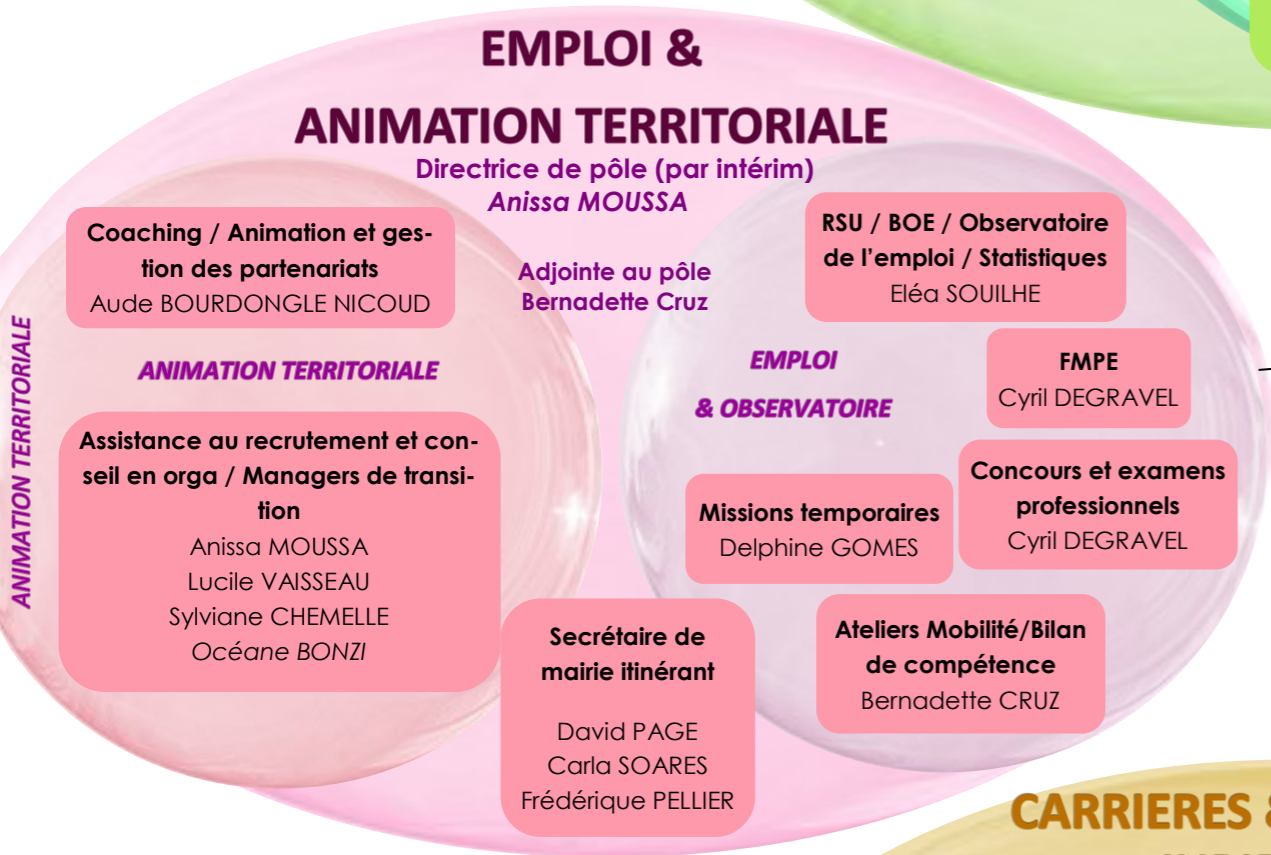 EMPLOI &
ANIMATION TERRITORIALE
Directrice de pôle (par intérim)
Anissa MOUSSA
Adjointe au pôle
Bernadette Cruz
ANIMATION TERRITORIALE
Coaching / Animation et ges-
tion des partenariats
Aude BOURDONGLE NICOUD
ANIMATION TERRITORIALE
Assistance au recrutement et con-
seil en orga / Managers de transi-
tion
Anissa MOUSSA
Lucile VAISSEAU
Sylviane CHEMELLE
Océane BONZI
RSU / BOE / Observatoire
de l’emploi / Statistiques
Eléa SOUILHE
EMPLOI
& OBSERVATOIRE
FMPE
Cyril DEGRAVEL
Concours et examens
professionnels
Cyril DEGRAVEL
Missions temporaires
Delphine GOMES
Ateliers Mobilité/Bilan
de compétence
Bernadette CRUZ
Secrétaire de
mairie itinérant
David PAGE
Carla SOARES
Frédérique PELLIER
CARRIERES